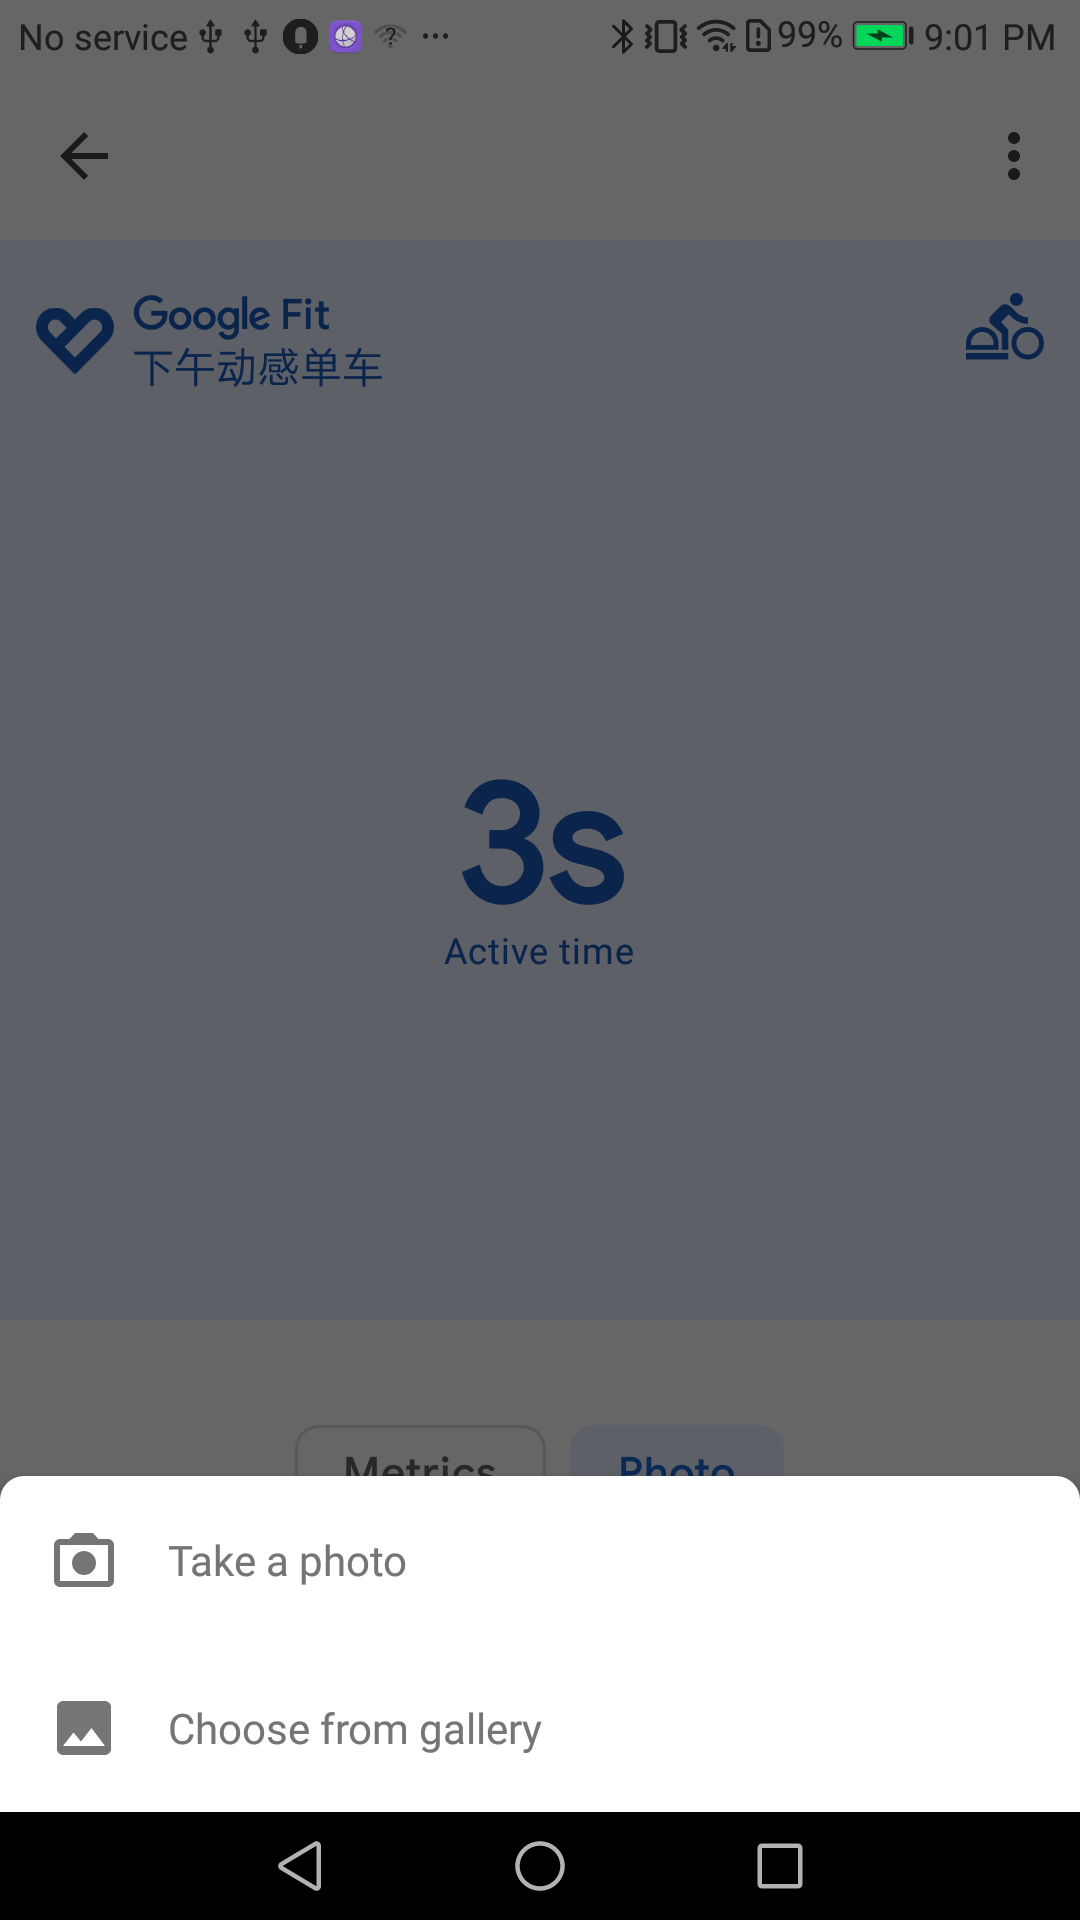 No service 99% 9:01 PM
Google Fit
下午动感单车
3s
Active time
Metrics Photo
Take a photo
Choose from gallery